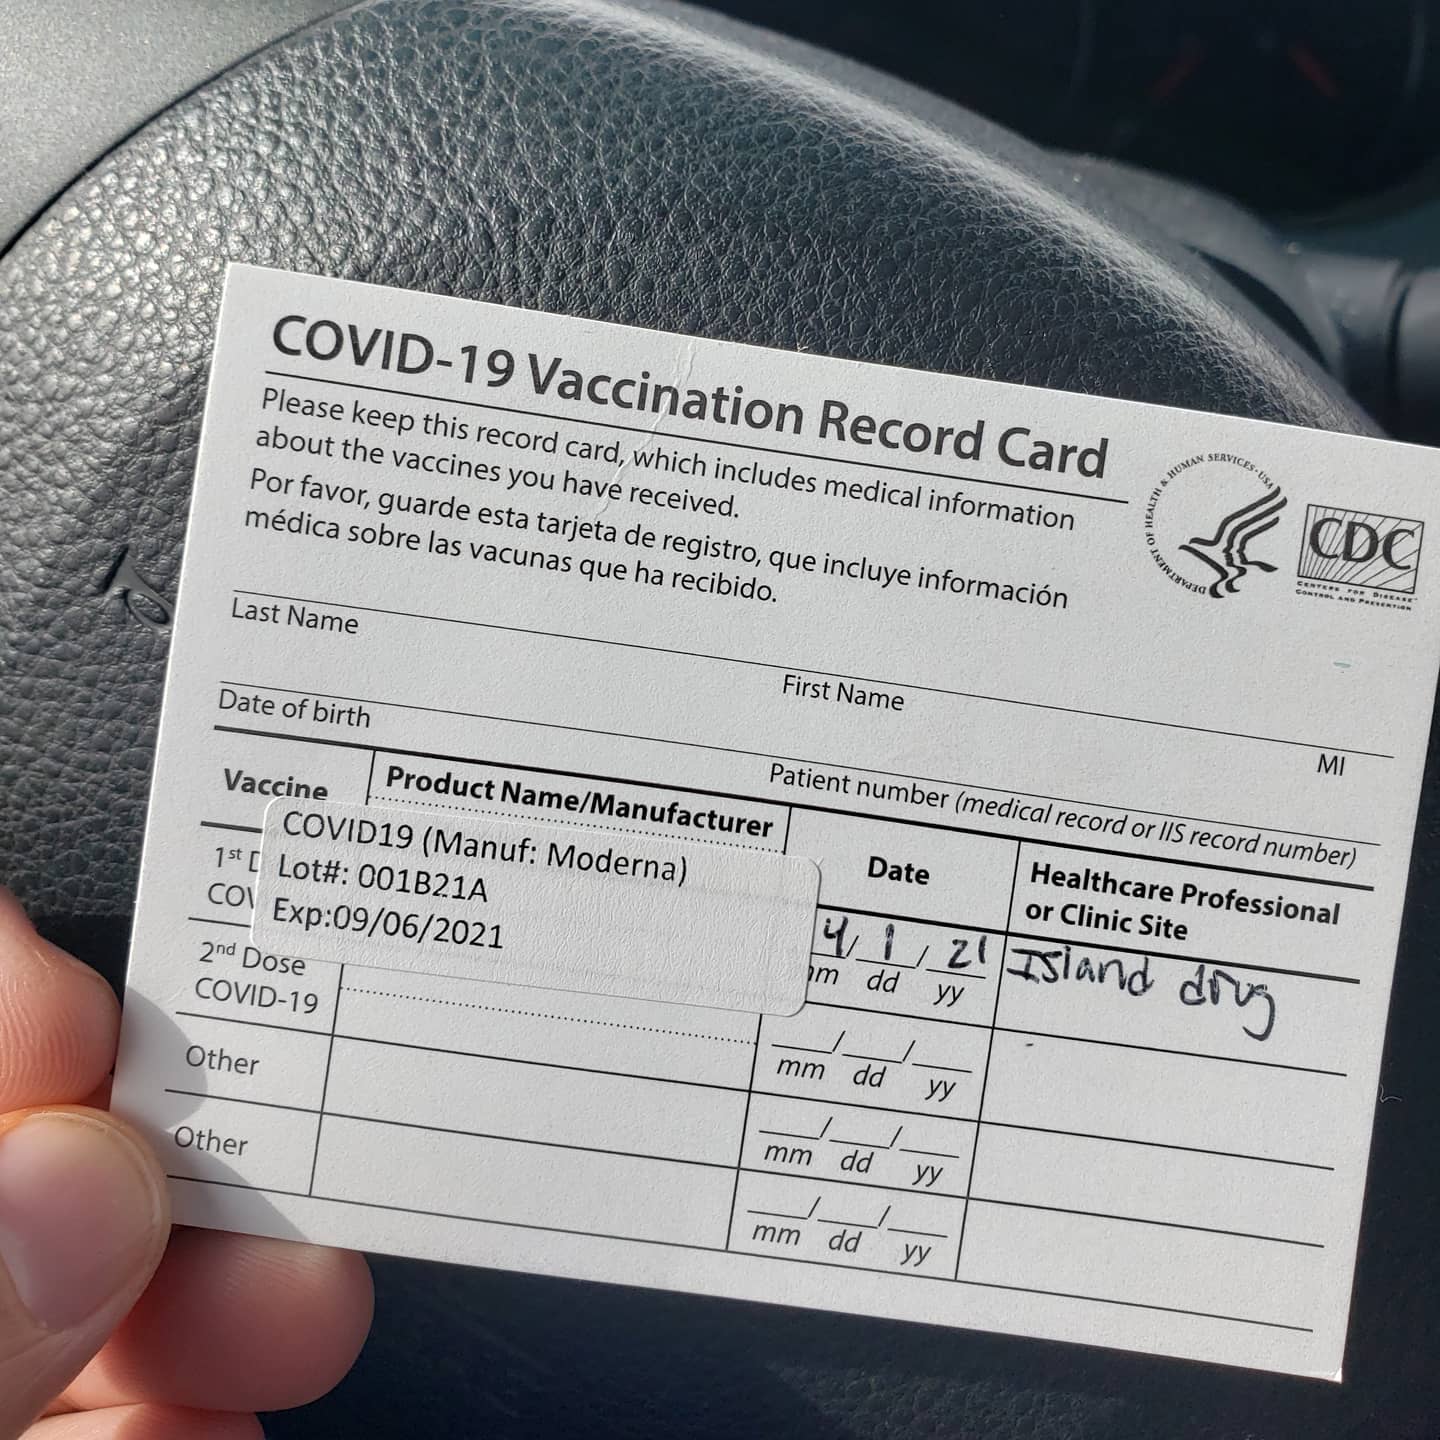 COVID-19 Vaccination Record Card
Please keep this record card, which includes medical information
about the vaccines you have received.
Por favor, guarde esta tarjeta de registro, que incluye información
médica sobre las vacunas que ha recibido.
DEPARTMENT OF HEALTH & HUMAN SERVICES·USA
CDC
CENTERS FOR DISEASE
CONTROL AND PREVENTION
Last Name
First Name
MI
Date of birth
Patient number (medical record or IIS record number)
Vaccine
Product Name/Manufacturer
Date
Healthcare Professional
or Clinic Site
1st D
COV
COVID19 (Manuf: Moderna)
Lot#: 001B21A
Exp:09/06/2021
4/1/21
mm dd yy
Island drug
2nd Dose
COVID-19
mm dd yy
Other
mm dd yy
Other
mm dd yy